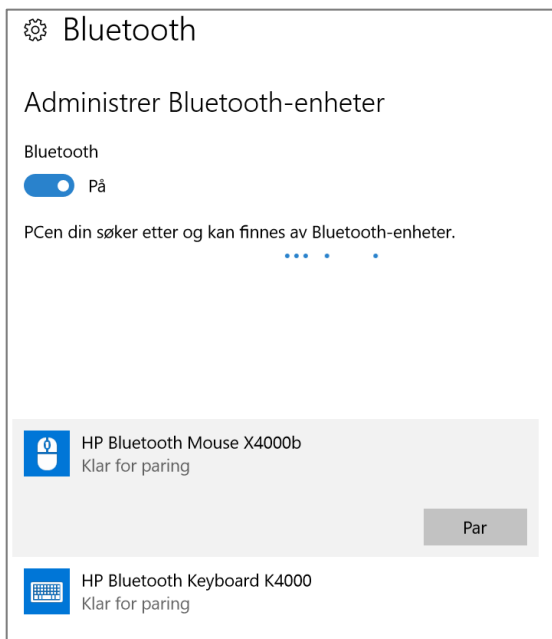 Bluetooth
Administrer Bluetooth-enheter
Bluetooth
På
PCen din søker etter og kan finnes av Bluetooth-enheter.
HP Bluetooth Mouse X4000b
Klar for paring
Par
HP Bluetooth Keyboard K4000
Klar for paring